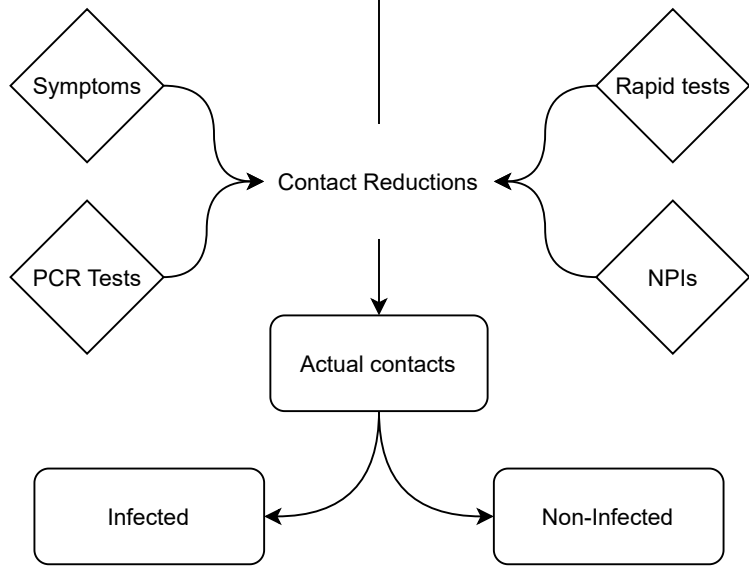 Symptoms
Rapid tests
Contact Reductions
PCR Tests
NPIs
Actual contacts
Infected
Non-Infected